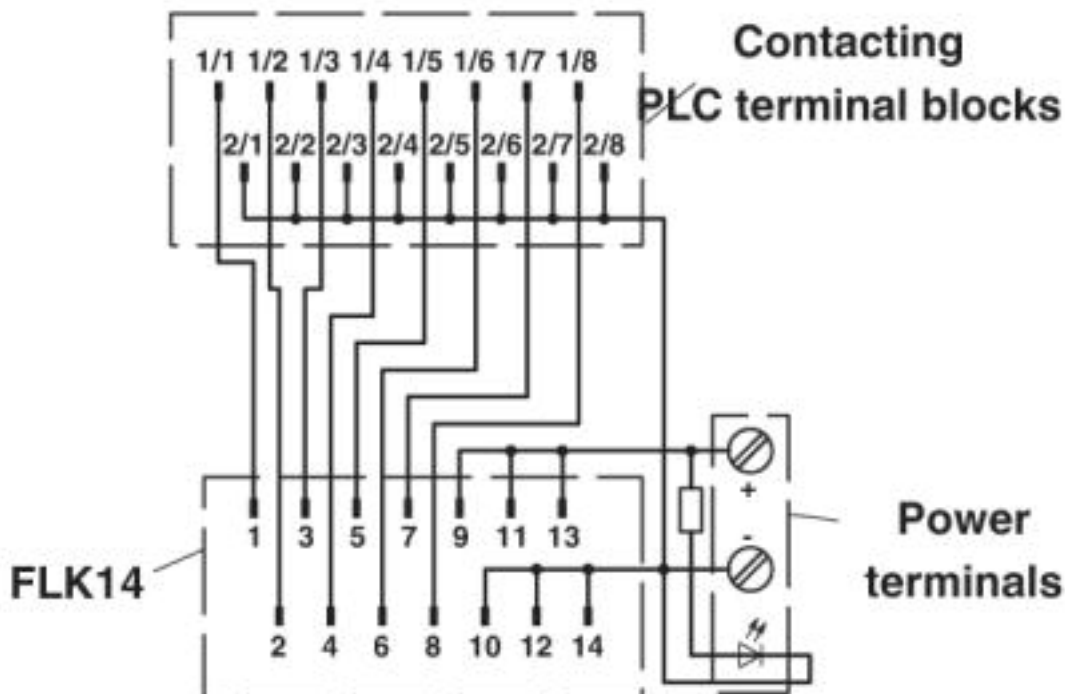 Contacting
PLC terminal blocks
1/1 1/2 1/3 1/4 1/5 1/6 1/7 1/8
2/1 2/2 2/3 2/4 2/5 2/6 2/7 2/8
+
-
Power
terminals
1 3 5 7 9 11 13
FLK14
2 4 6 8 10 12 14